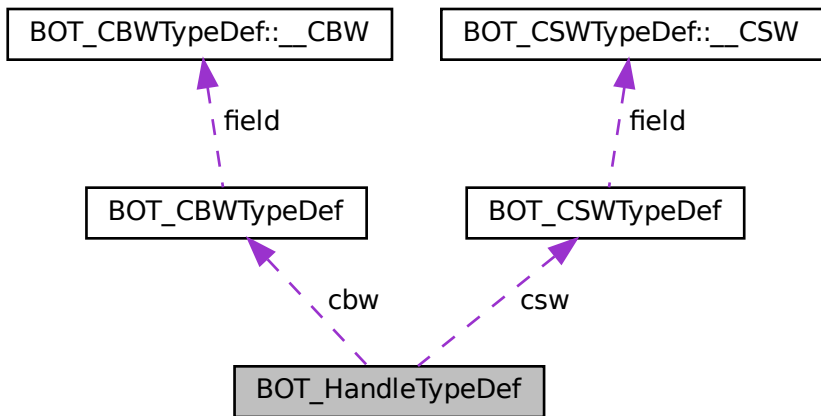 BOT_CBWTypeDef::__CBW
BOT_CSWTypeDef::__CSW
field
field
BOT_CBWTypeDef
BOT_CSWTypeDef
cbw
csw
BOT_HandleTypeDef